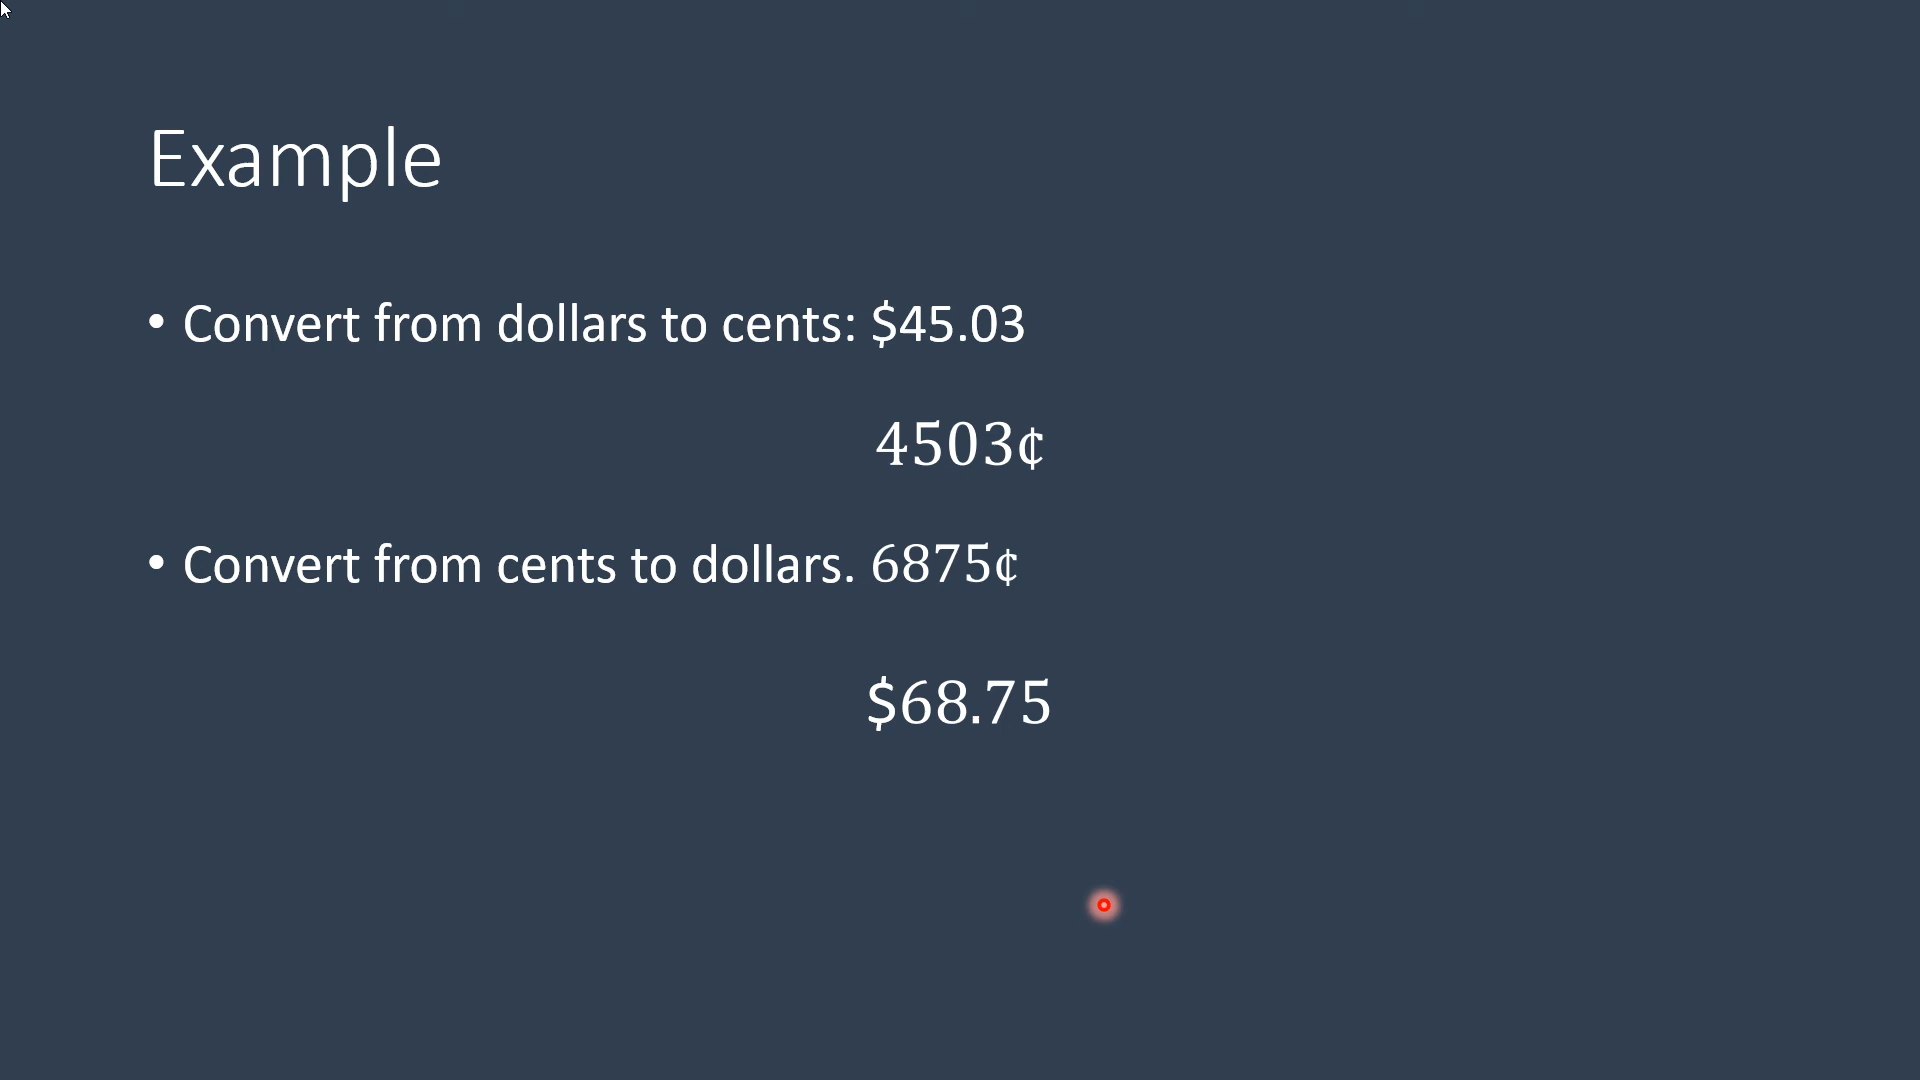 Example
• Convert from dollars to cents: $45.03
4503¢
• Convert from cents to dollars. 6875¢
$68.75